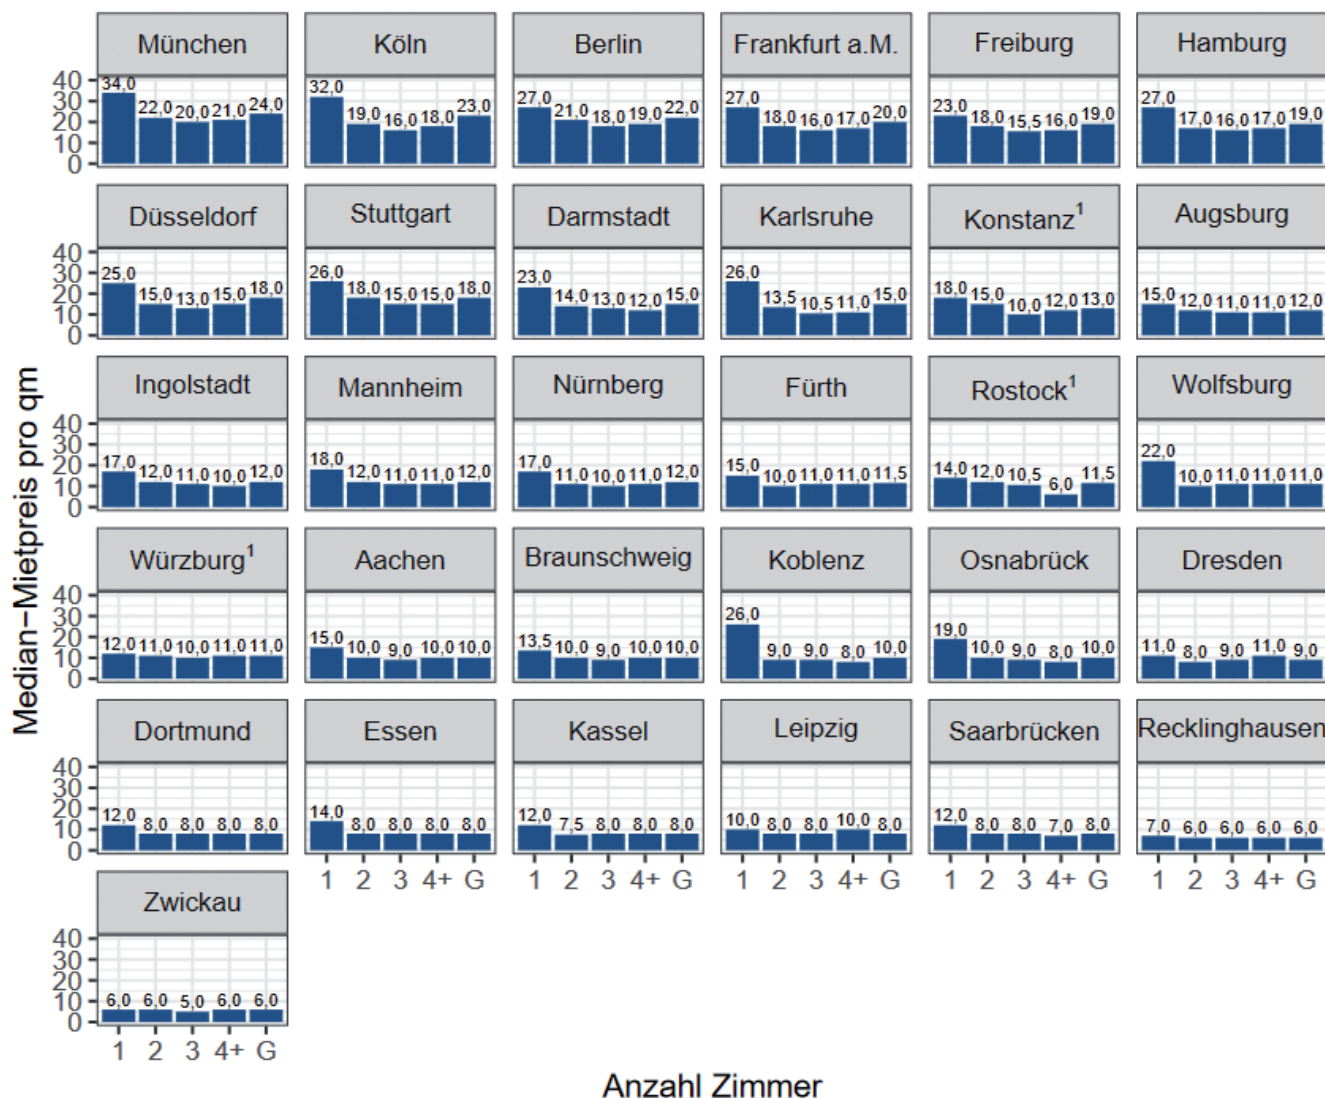 München Köln Berlin Frankfurt a.M. Freiburg Hamburg
40
30
20
10
0
34,0 22,0 20,0 21,0 24,0
32,0 19,0 16,0 18,0 23,0
27,0 21,0 18,0 19,0 22,0
27,0 18,0 16,0 17,0 20,0
23,0 18,0 15,5 16,0 19,0
27,0 17,0 16,0 17,0 19,0
Düsseldorf Stuttgart Darmstadt Karlsruhe Konstanz¹ Augsburg
40
30
20
10
0
25,0 15,0 13,0 15,0 18,0
26,0 18,0 15,0 15,0 18,0
23,0 14,0 13,0 12,0 15,0
26,0 13,5 10,5 11,0 15,0
18,0 15,0 10,0 12,0 13,0
15,0 12,0 11,0 11,0 12,0
Median−Mietpreis pro qm
Ingolstadt Mannheim Nürnberg Fürth Rostock¹ Wolfsburg
40
30
20
10
0
17,0 12,0 11,0 10,0 12,0
18,0 12,0 11,0 11,0 12,0
17,0 11,0 10,0 11,0 12,0
15,0 10,0 11,0 11,0 11,5
14,0 12,0 10,5 6,0 11,5
22,0 10,0 11,0 11,0 11,0
Würzburg¹ Aachen Braunschweig Koblenz Osnabrück Dresden
40
30
20
10
0
12,0 11,0 10,0 11,0 11,0
15,0 10,0 9,0 10,0 10,0
13,5 10,0 9,0 10,0 10,0
26,0 9,0 9,0 8,0 10,0
19,0 10,0 9,0 8,0 10,0
11,0 8,0 9,0 11,0 9,0
Dortmund Essen Kassel Leipzig Saarbrücken Recklinghausen
40
30
20
10
0
12,0 8,0 8,0 8,0 8,0
14,0 8,0 8,0 8,0 8,0
12,0 7,5 8,0 8,0 8,0
10,0 8,0 8,0 10,0 8,0
12,0 8,0 8,0 7,0 8,0
7,0 6,0 6,0 6,0 6,0
1 2 3 4+ G
1 2 3 4+ G
1 2 3 4+ G
1 2 3 4+ G
1 2 3 4+ G
Zwickau
40
30
20
10
0
6,0 6,0 5,0 6,0 6,0
1 2 3 4+ G
Anzahl Zimmer